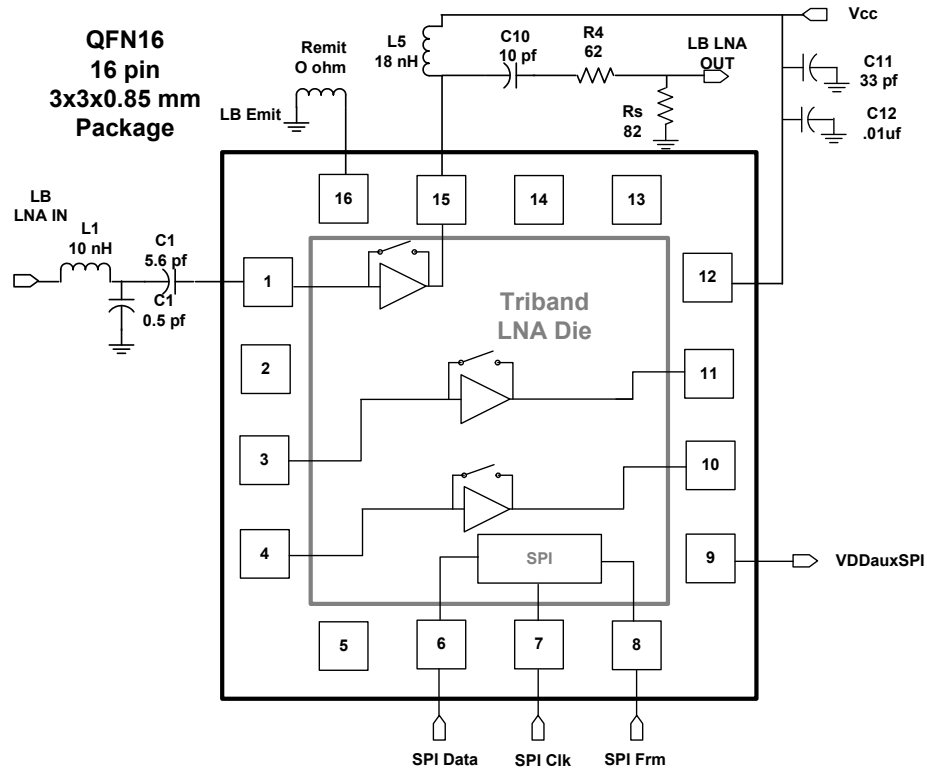 QFN16
16 pin
3x3x0.85 mm
Package
Remit
O ohm
LB Emit
L5
18 nH
C10
10 pf
R4
62
LB LNA
OUT
Rs
82
Vcc
C11
33 pf
C12
.01uf
LB
LNA IN
L1
10 nH
C1
5.6 pf
C1
0.5 pf
16
15
14
13
1
2
3
4
12
11
10
9
Triband
LNA Die
SPI
VDDauxSPI
5
6
7
8
SPI Data
SPI Clk
SPI Frm